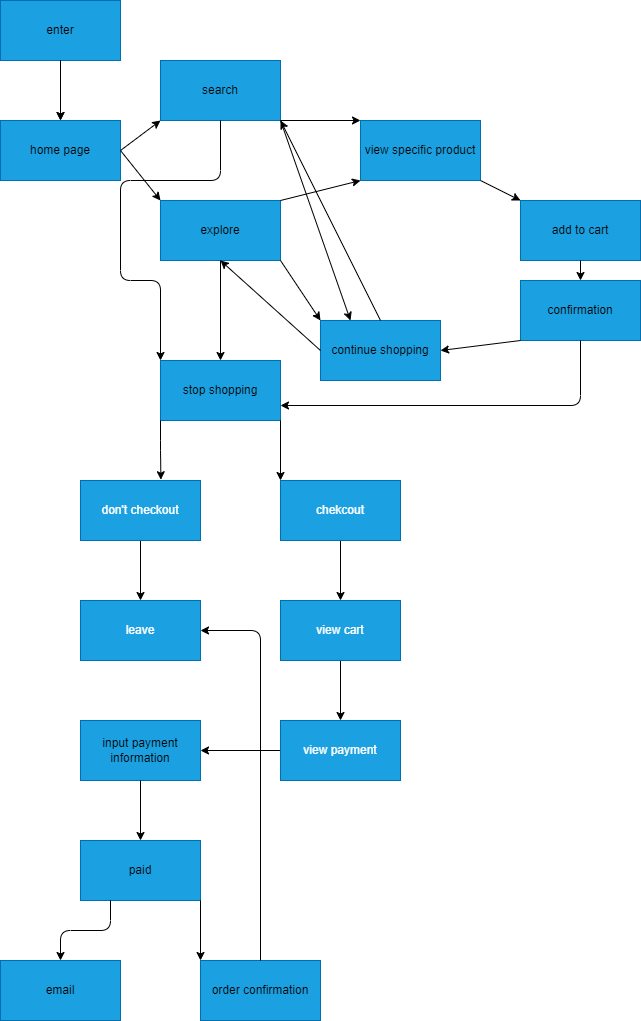 enter
search
home page
view specific product
explore
add to cart
confirmation
continue shopping
stop shopping
don't checkout
chekcout
leave
view cart
input payment
information
view payment
paid
email
order confirmation